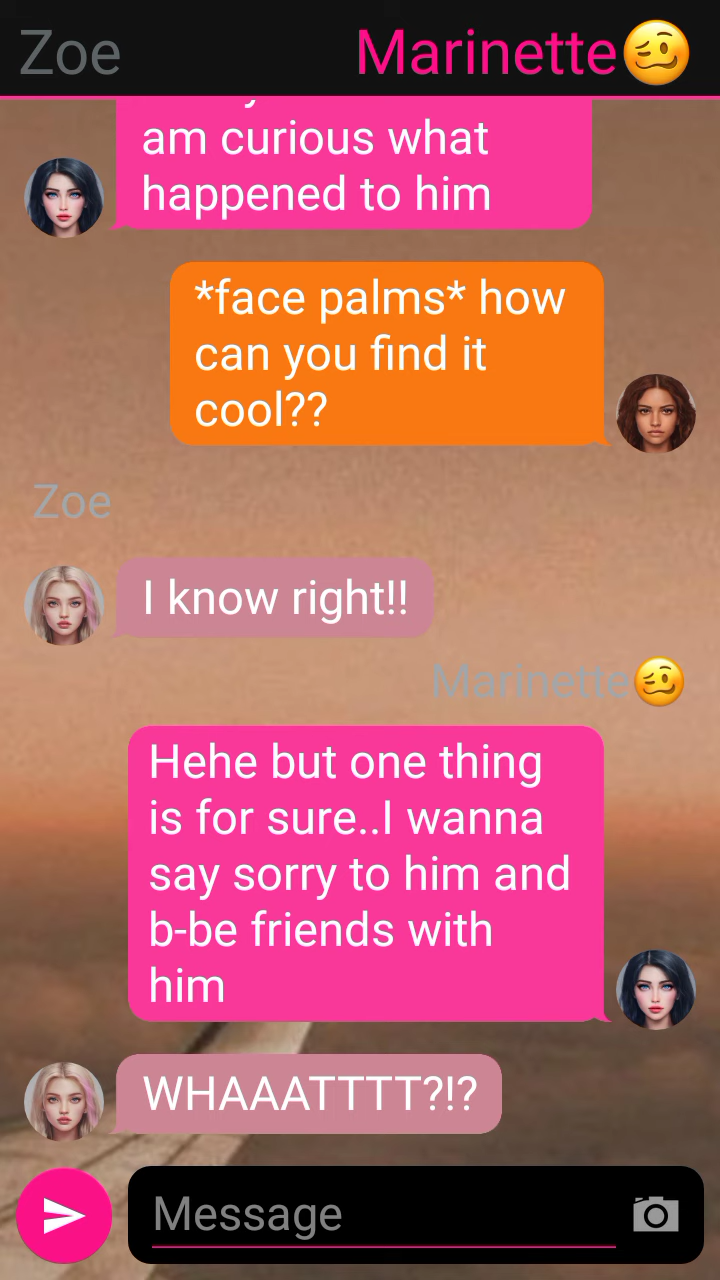 Zoe Marinette🥴
am curious what
happened to him
*face palms* how
can you find it
cool??
Zoe
I know right!!
Marinette🥴
Hehe but one thing
is for sure..I wanna
say sorry to him and
b-be friends with
him
WHAAATTTT?!?
Message